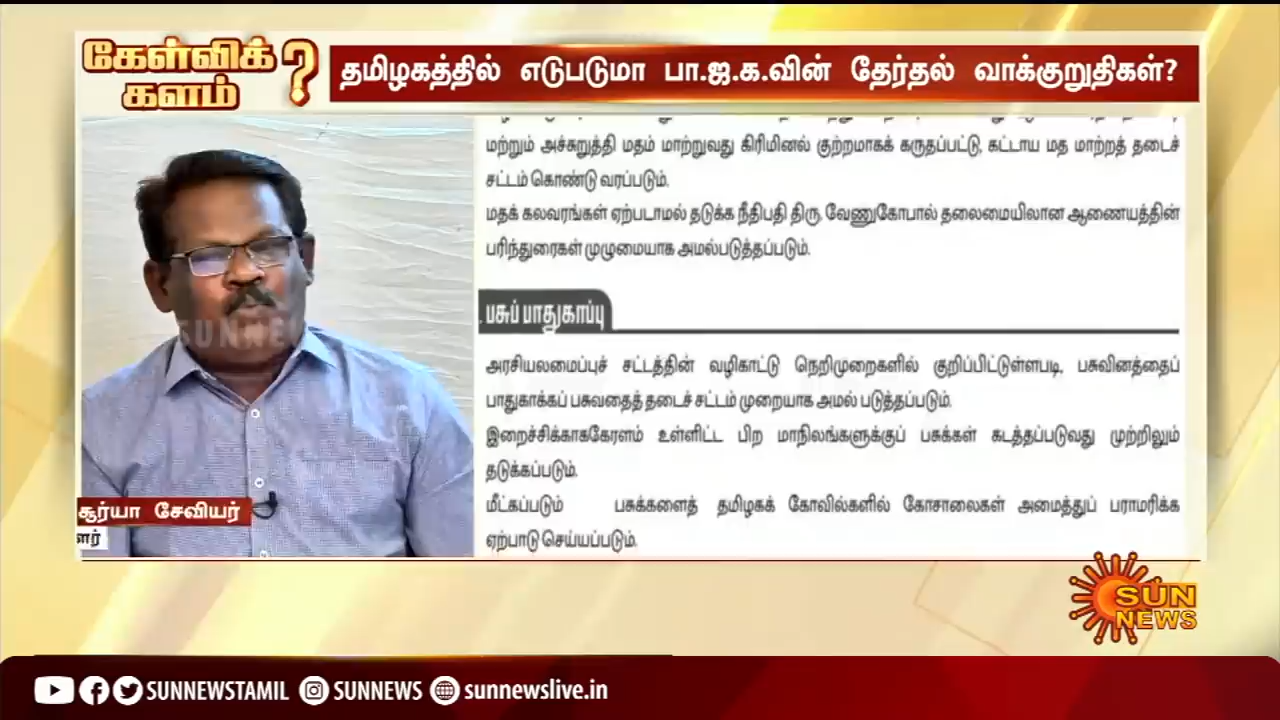 கேள்விக்
களம்
?
தமிழகத்தில் எடுபடுமா பா.ஜ.க.வின் தேர்தல் வாக்குறுதிகள்?
மற்றும் அச்சுறுத்தி மதம் மாற்றுவது கிரிமினல் குற்றமாகக் கருதப்பட்டு, கட்டாய மத மாற்றத் தடைச்
சட்டம் கொண்டு வரப்படும்.
மதக் கலவரங்கள் ஏற்படாமல் தடுக்க நீதிபதி திரு. வேணுகோபால் தலைமையிலான ஆணையத்தின்
பரிந்துரைகள் முழுமையாக அமல்படுத்தப்படும்.
பசுப் பாதுகாப்பு
அரசியலமைப்புச் சட்டத்தின் வழிகாட்டு நெறிமுறைகளில் குறிப்பிட்டுள்ளபடி, பசுவினத்தைப்
பாதுகாக்கப் பசுவதைத் தடைச் சட்டம் முறையாக அமல் படுத்தப்படும்.
இறைச்சிக்காககேரளம் உள்ளிட்ட பிற மாநிலங்களுக்குப் பசுக்கள் கடத்தப்படுவது முற்றிலும்
தடுக்கப்படும்.
மீட்கப்படும் பசுக்களைத் தமிழகக் கோவில்களில் கோசாலைகள் அமைத்துப் பராமரிக்க
ஏற்பாடு செய்யப்படும்.
SUNNEW
சூர்யா சேவியர்
ளர்
SUN
NEWS
SUNNEWSTAMIL SUNNEWS sunnewslive.in